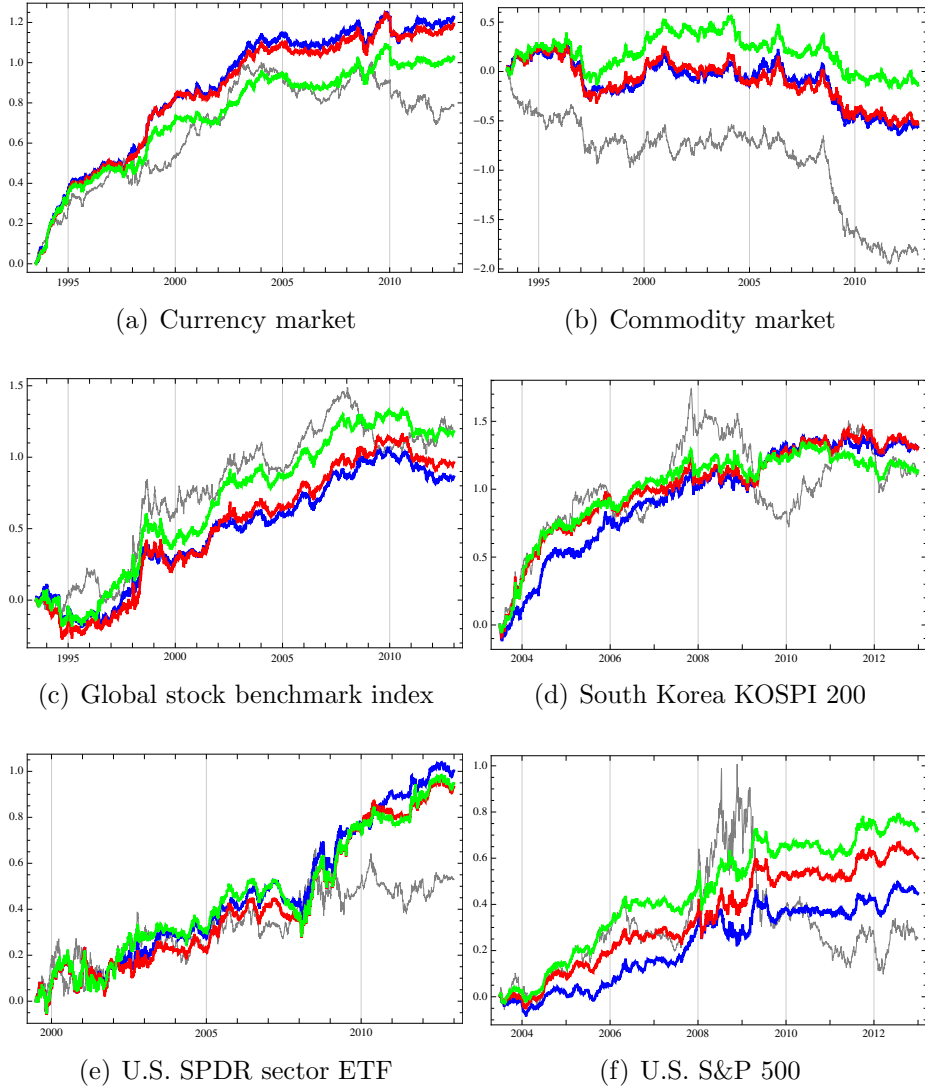 1.2
1.0
0.8
0.6
0.4
0.2
0.0
1995 2000 2005 2010
(a) Currency market
0.5
0.0
-0.5
-1.0
-1.5
-2.0
1995 2000 2005 2010
(b) Commodity market
1.5
1.0
0.5
0.0
1995 2000 2005 2010
(c) Global stock benchmark index
1.5
1.0
0.5
0.0
2004 2006 2008 2010 2012
(d) South Korea KOSPI 200
1.0
0.8
0.6
0.4
0.2
0.0
2000 2005 2010
(e) U.S. SPDR sector ETF
1.0
0.8
0.6
0.4
0.2
0.0
2004 2006 2008 2010 2012
(f) U.S. S&P 500